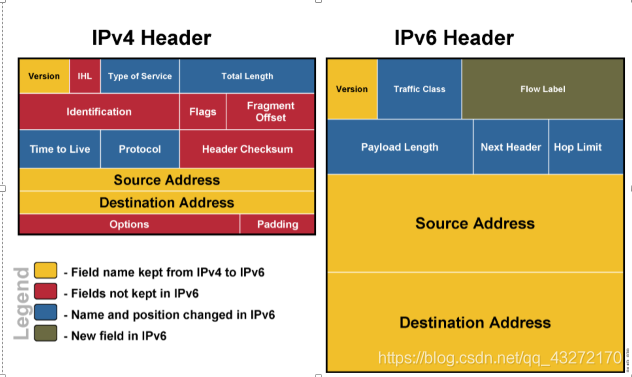 IPv4 Header
Version IHL Type of Service Total Length
Identification Flags Fragment
Offset
Time to Live Protocol Header Checksum
Source Address
Destination Address
Options Padding
Legend
- Field name kept from IPv4 to IPv6
- Fields not kept in IPv6
- Name and position changed in IPv6
- New field in IPv6
IPv6 Header
Version Traffic Class Flow Label
Payload Length Next Header Hop Limit
Source Address
Destination Address
https://blog.csdn.net/qq_43272170